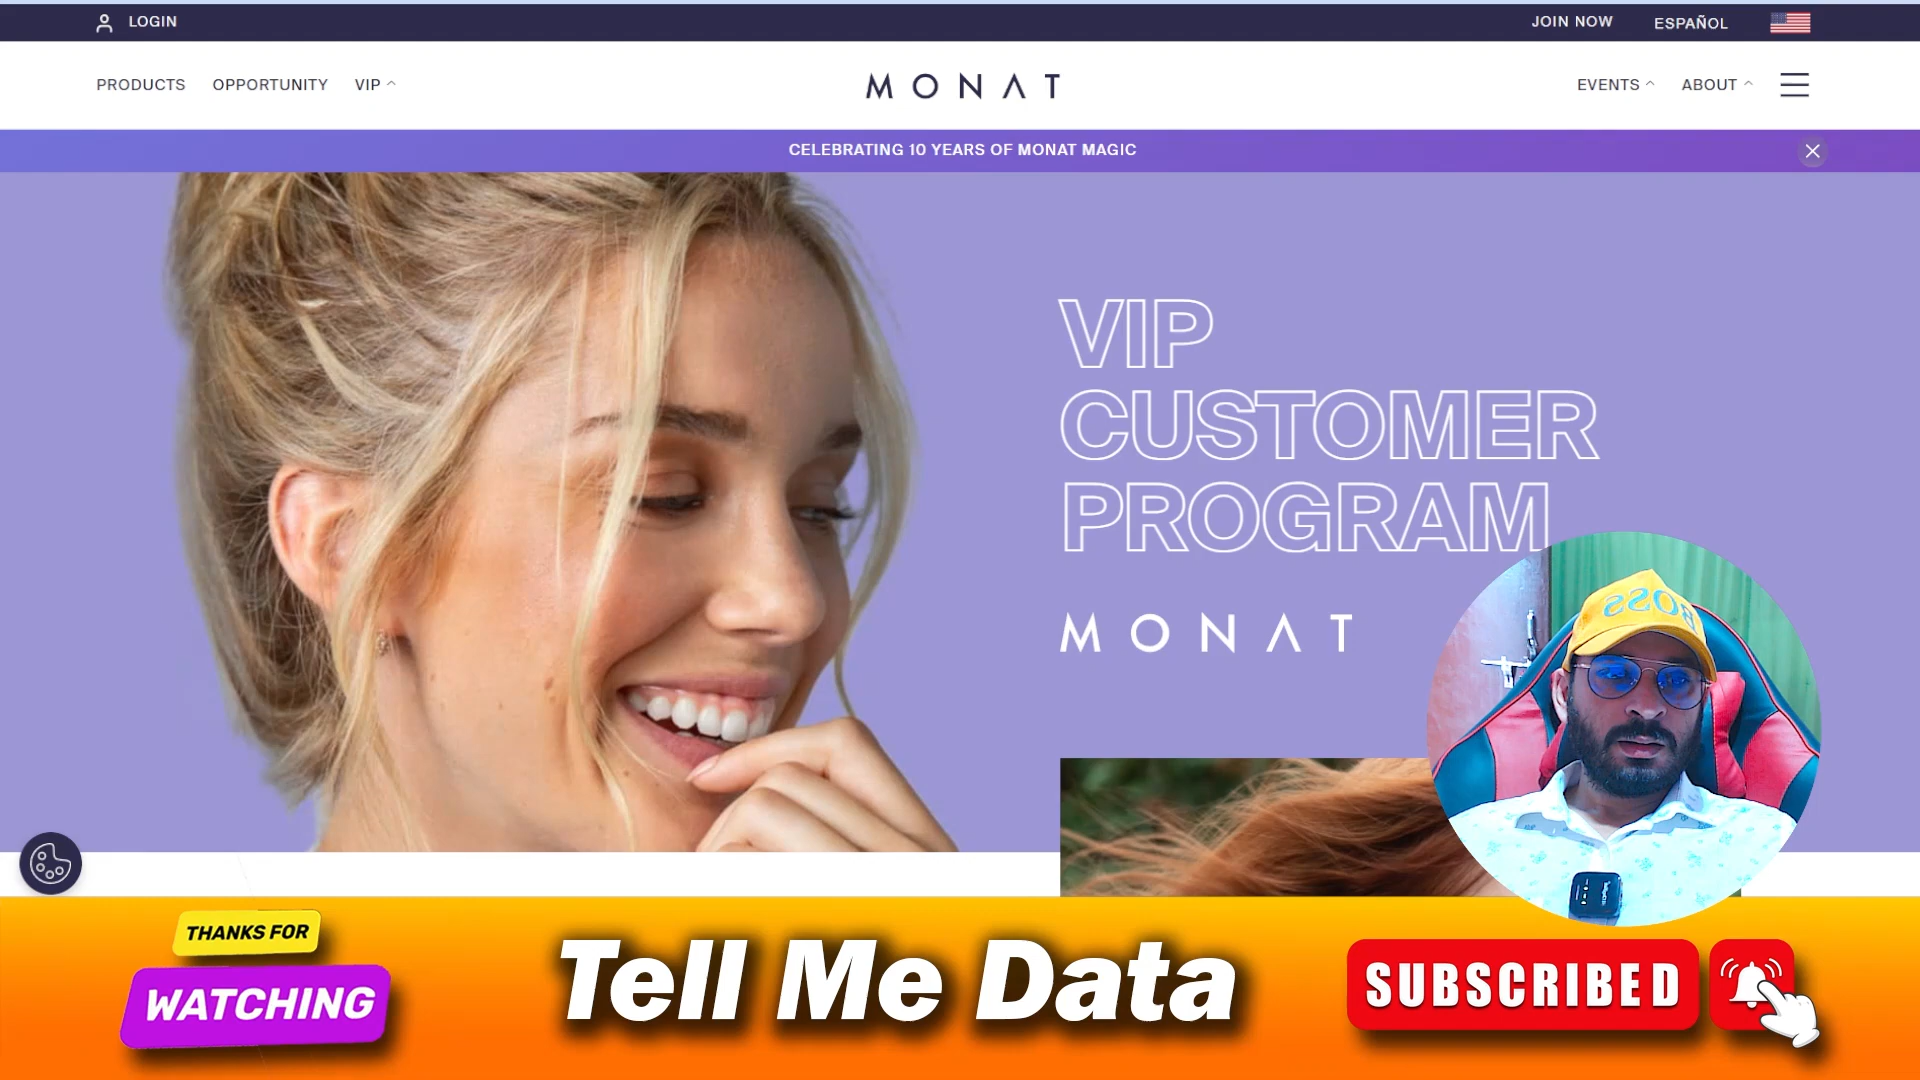 LOGIN
JOIN NOW
ESPAÑOL
PRODUCTS
OPPORTUNITY
VIP
MONAT
EVENTS
ABOUT
CELEBRATING 10 YEARS OF MONAT MAGIC
VIP
CUSTOMER
PROGRAM
MONAT
BOSS
THANKS FOR
WATCHING
Tell Me Data
SUBSCRIBED